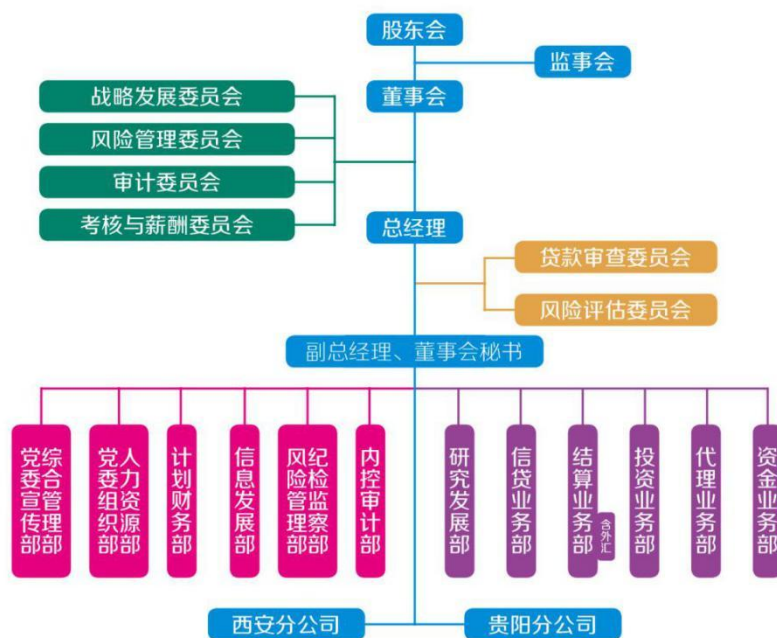 股东会
监事会
董事会
战略发展委员会
风险管理委员会
审计委员会
考核与薪酬委员会
总经理
贷款审查委员会
风险评估委员会
副总经理、董事会秘书
综合管理部
党委宣传部
人力资源部
党委组织部
计划财务部
信息发展部
纪检监察部
风险管理部
内控审计部
研究发展部
信贷业务部
结算业务部
含外汇
投资业务部
代理业务部
资金业务部
西安分公司
贵阳分公司